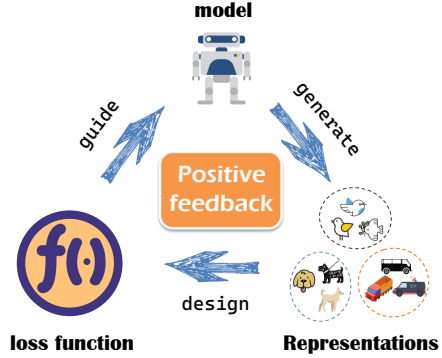 model
guide
generate
Positive
feedback
f(·)
design
loss function
Representations